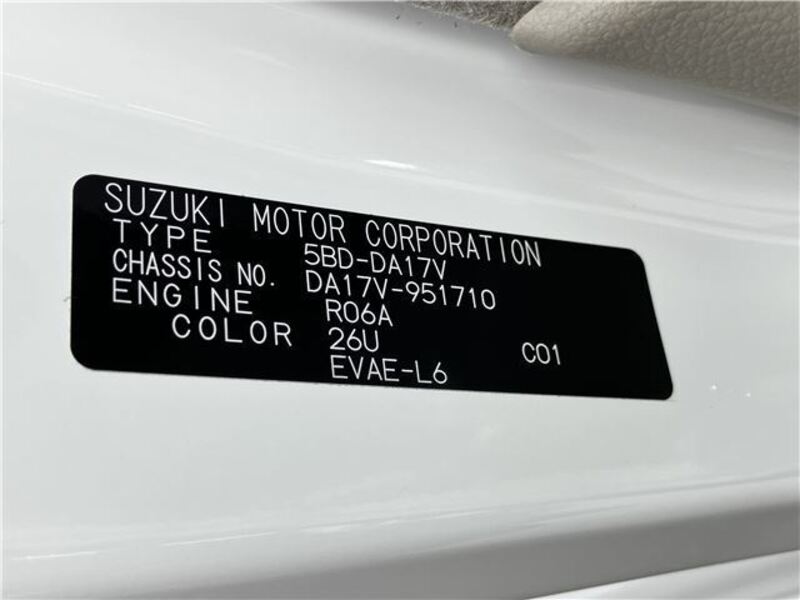 SUZUKI MOTOR CORPORATION
TYPE 5BD-DA17V
CHASSIS NO. DA17V-951710
ENGINE R06A
COLOR 26U C01
EVAE-L6